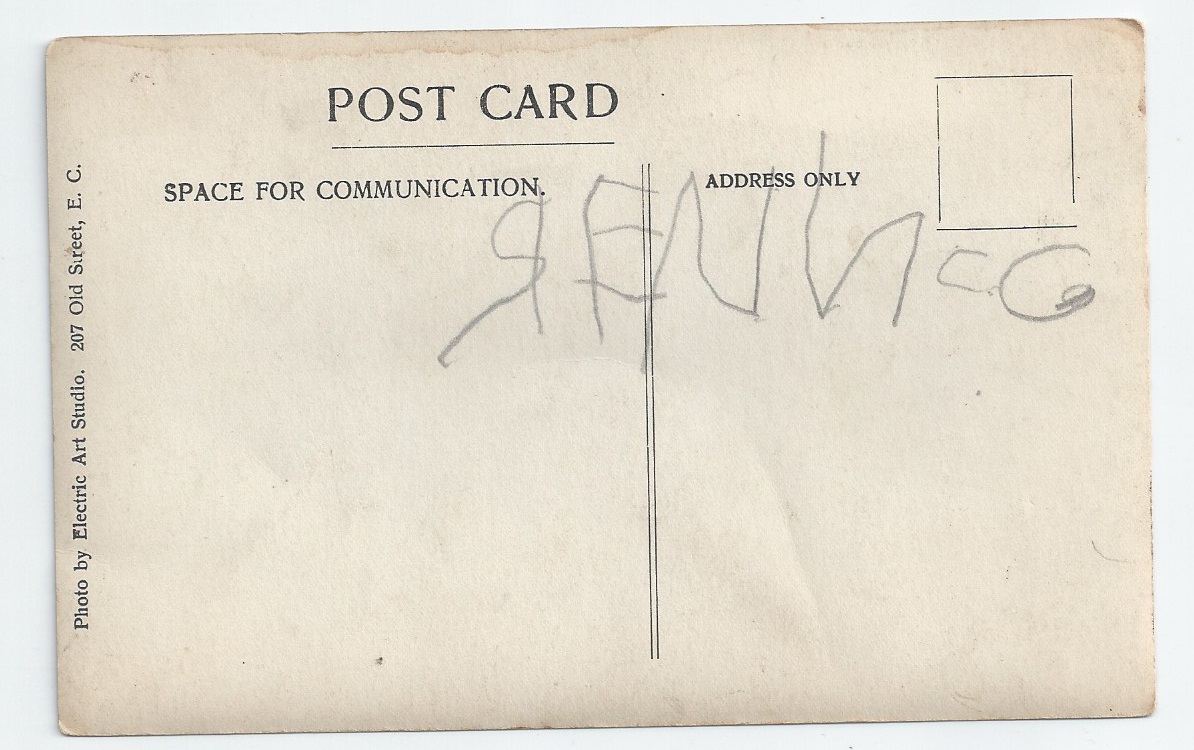 POST CARD
SPACE FOR COMMUNICATION.
ADDRESS ONLY
Photo by Electric Art Studio. 207 Old Street, E. C.